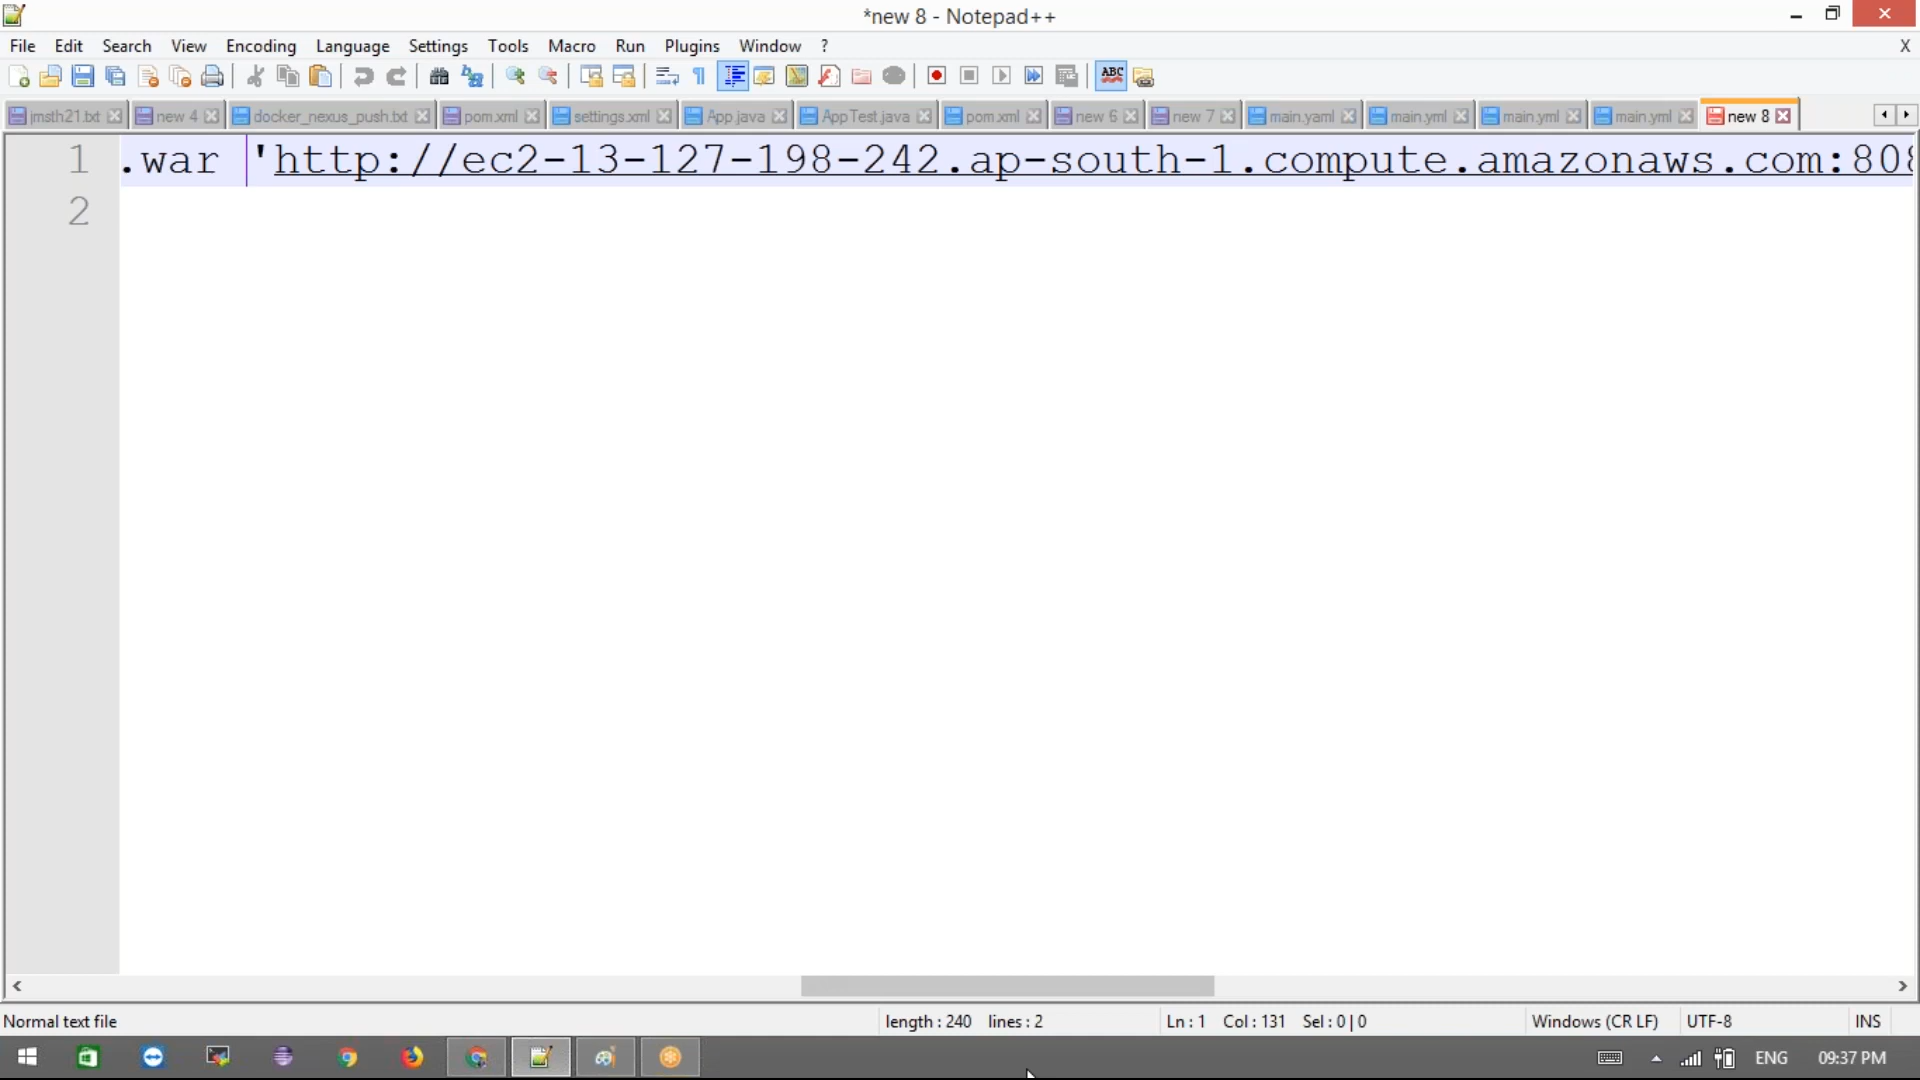 *new 8 - Notepad++
File Edit Search View Encoding Language Settings Tools Macro Run Plugins Window ? X
ABC
jmsth21.txt new 4 docker_nexus_push.txt pom.xml settings.xml App.java AppTest.java pom.xml new 6 new 7 main.yaml main.yml main.yml main.yml new 8
1 .war 'http://ec2-13-127-198-242.ap-south-1.compute.amazonaws.com:808
2
Normal text file length : 240 lines : 2 Ln : 1 Col : 131 Sel : 0 | 0 Windows (CR LF) UTF-8 INS
ENG 09:37 PM